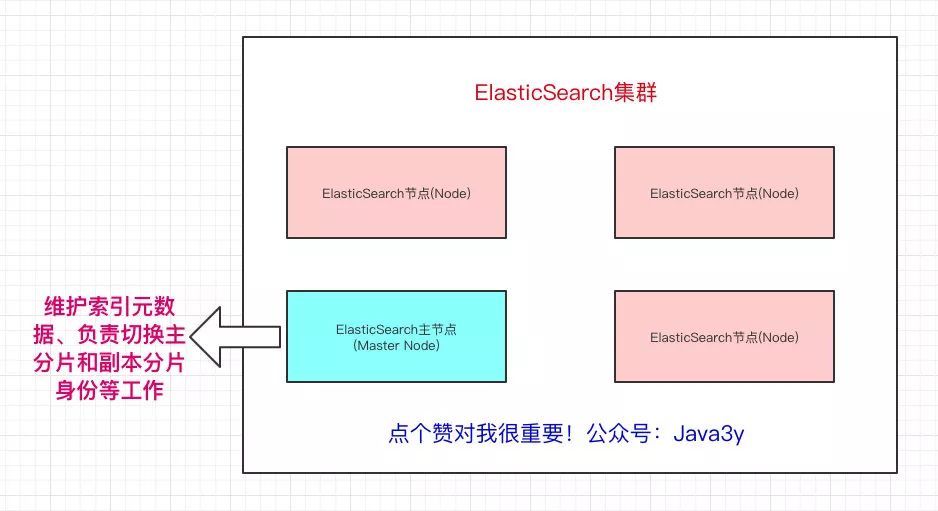 ElasticSearch集群
ElasticSearch节点(Node)
ElasticSearch节点(Node)
维护索引元数
据、负责切换主
分片和副本分片
身份等工作
ElasticSearch主节点
(Master Node)
ElasticSearch节点(Node)
点个赞对我很重要！公众号：Java3y